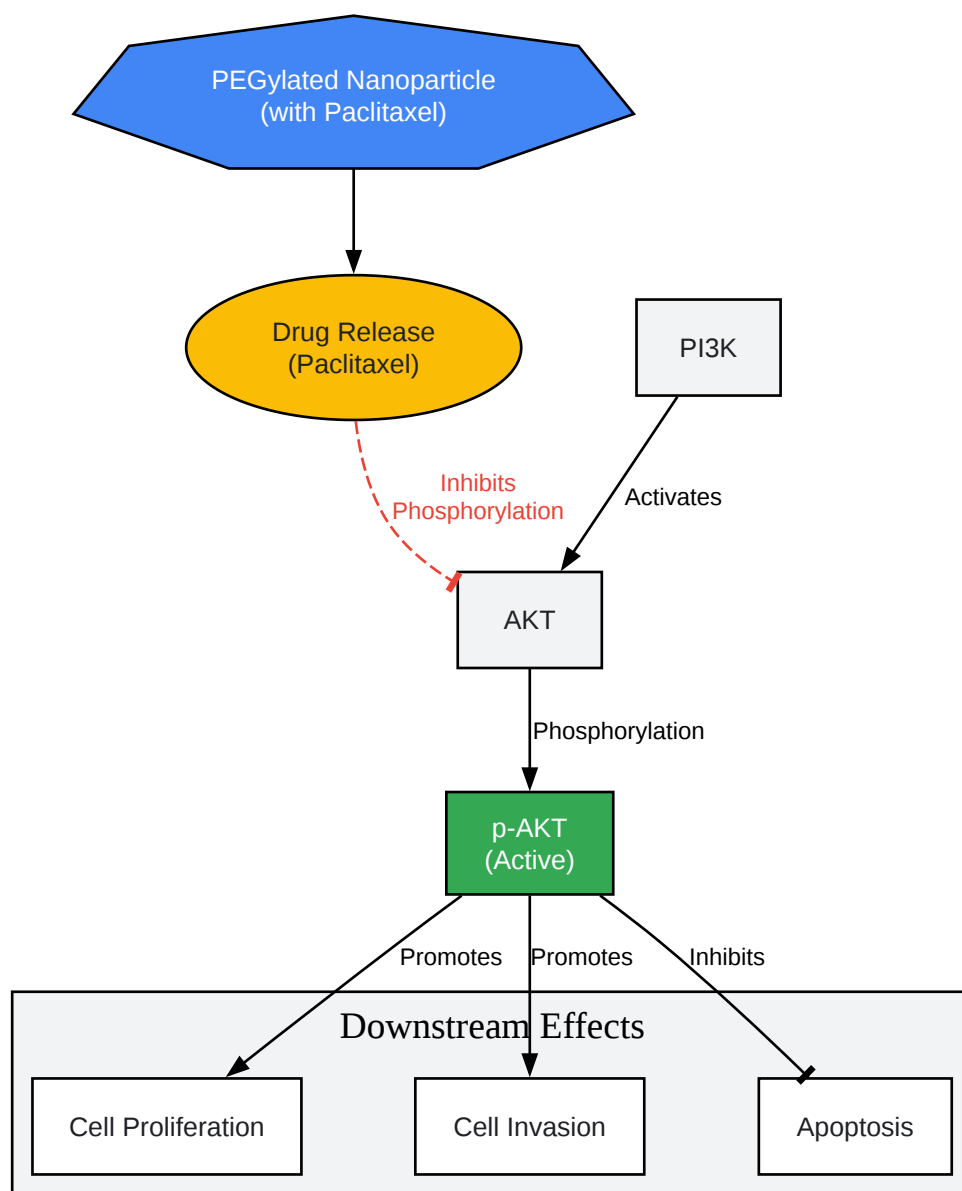 PEGylated Nanoparticle
(with Paclitaxel)
Drug Release
(Paclitaxel)
PI3K
Inhibits
Phosphorylation
Activates
AKT
Phosphorylation
p-AKT
(Active)
Promotes
Promotes
Inhibits
Downstream Effects
Cell Proliferation
Cell Invasion
Apoptosis